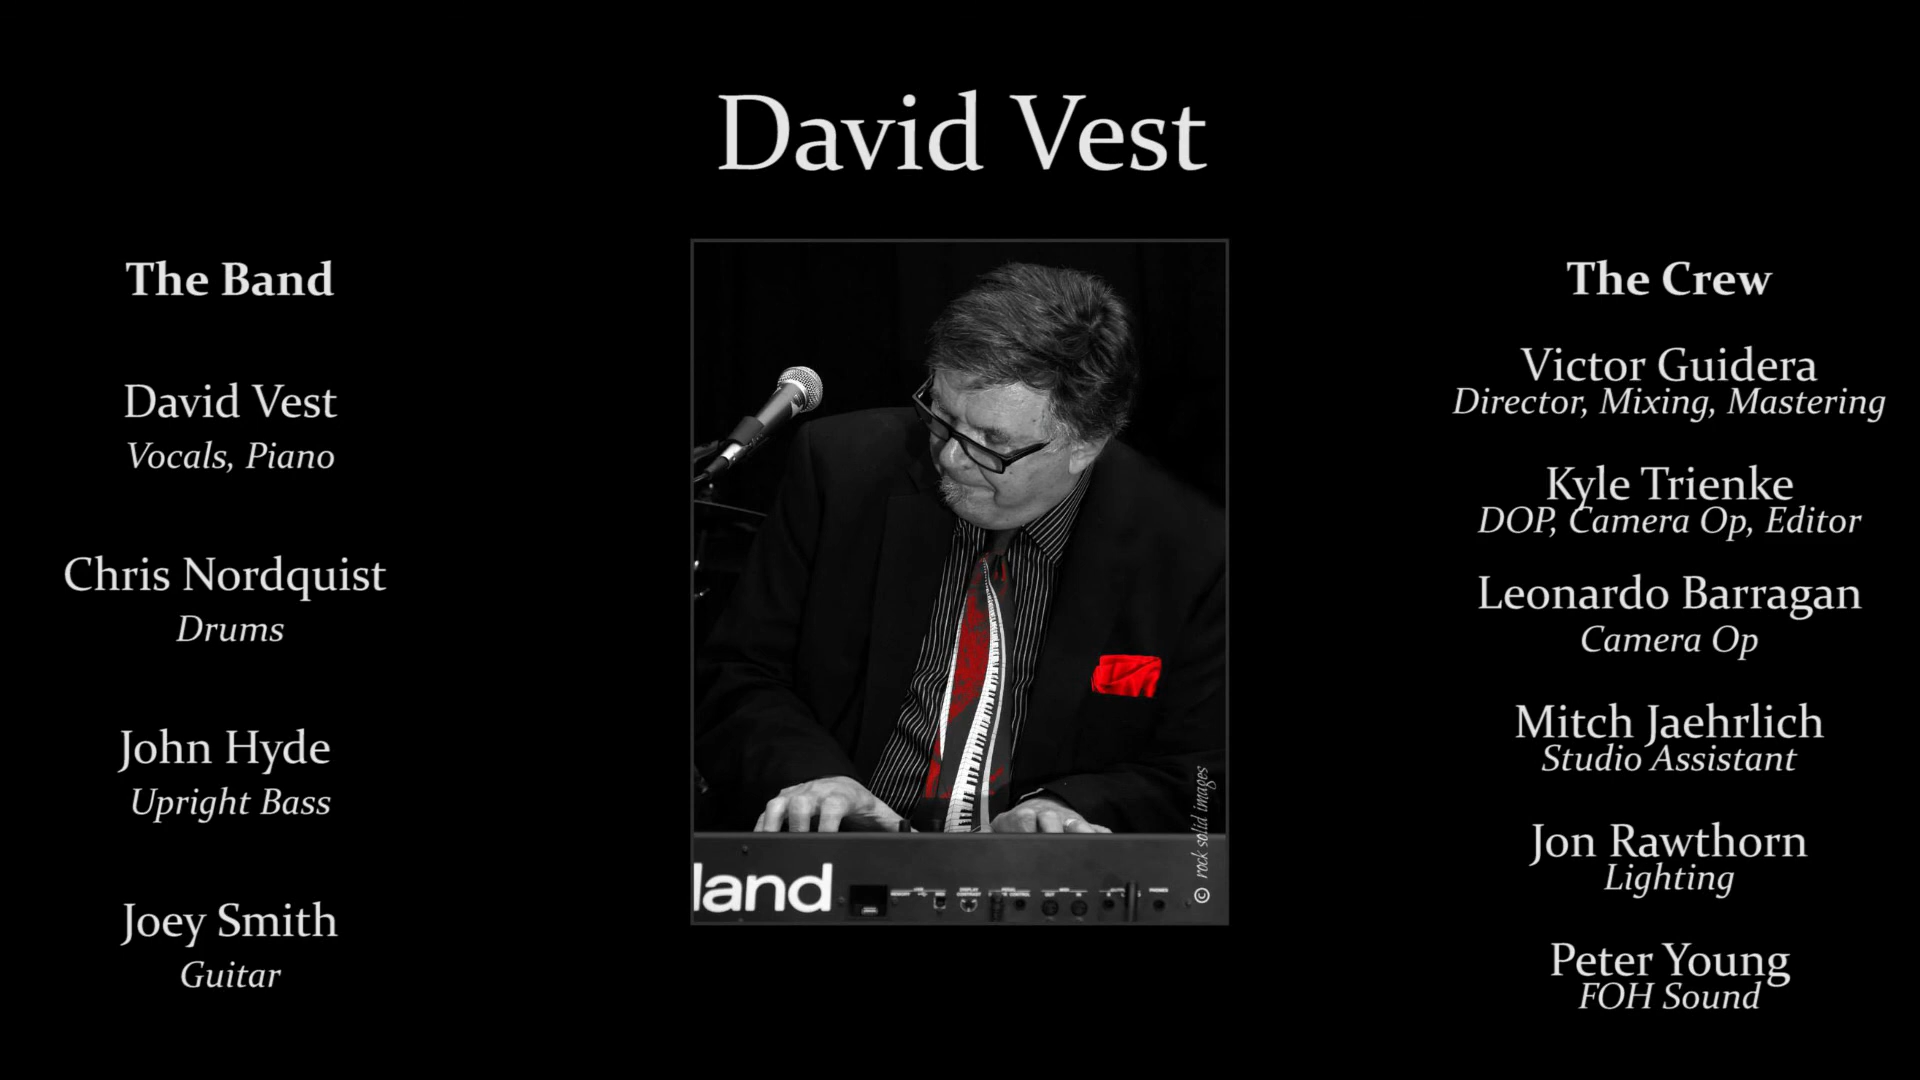 David Vest
The Band
David Vest
Vocals, Piano
Chris Nordquist
Drums
John Hyde
Upright Bass
Joey Smith
Guitar
land
© rock solid images
The Crew
Victor Guidera
Director, Mixing, Mastering
Kyle Trienke
DOP, Camera Op, Editor
Leonardo Barragan
Camera Op
Mitch Jaehrlich
Studio Assistant
Jon Rawthorn
Lighting
Peter Young
FOH Sound